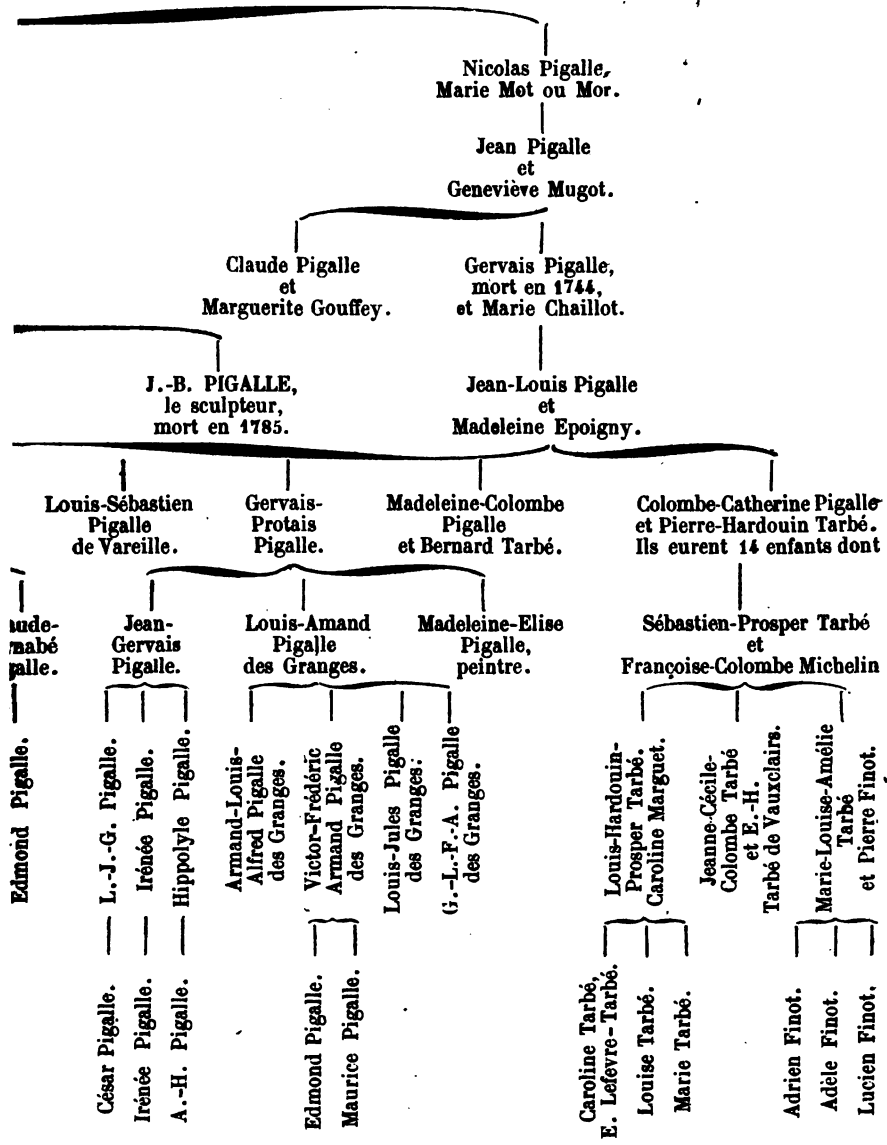 Nicolas Pigalle,
Marie Mot ou Mor.
Jean Pigalle
et
Geneviève Mugot.
Claude Pigalle
et
Marguerite Gouffey.
Gervais Pigalle,
mort en 1744,
et Marie Chaillot.
J.-B. PIGALLE,
le sculpteur,
mort en 1785.
Jean-Louis Pigalle
et
Madeleine Epoigny.
Louis-Sébastien
Pigalle
de Vareille.
Gervais-
Protais
Pigalle.
Madeleine-Colombe
Pigalle
et Bernard Tarbé.
Colombe-Catherine Pigalle
et Pierre-Hardouin Tarbé.
Ils eurent 14 enfants dont
aude-
nabé
galle.
Jean-
Gervais
Pigalle.
Louis-Amand
Pigalle
des Granges.
Madeleine-Elise
Pigalle,
peintre.
Sébastien-Prosper Tarbé
et
Françoise-Colombe Michelin
Edmond Pigalle.
L.-J.-G. Pigalle.
Irénée Pigalle.
Hippolyle Pigalle.
Armand-Louis-
Alfred Pigalle
des Granges.
Victor-Frédéric
Armand Pigalle
des Granges.
Louis-Jules Pigalle
des Granges.
G.-L.-F.-A. Pigalle
des Granges.
Louis-Hardouin-
Prosper Tarbé.
Caroline Marguet.
Jeanne-Cécile-
Colombe Tarbé
et E.-H.
Tarbé de Vauxclairs.
Marie-Louise-Amélie
Tarbé
et Pierre Finot.
César Pigalle.
Irénée Pigalle.
A.-H. Pigalle.
Edmond Pigalle.
Maurice Pigalle.
Caroline Tarbé,
E. Lefèvre-Tarbé.
Louise Tarbé.
Marie Tarbé.
Adrien Finot.
Adèle Finot.
Lucien Finot.